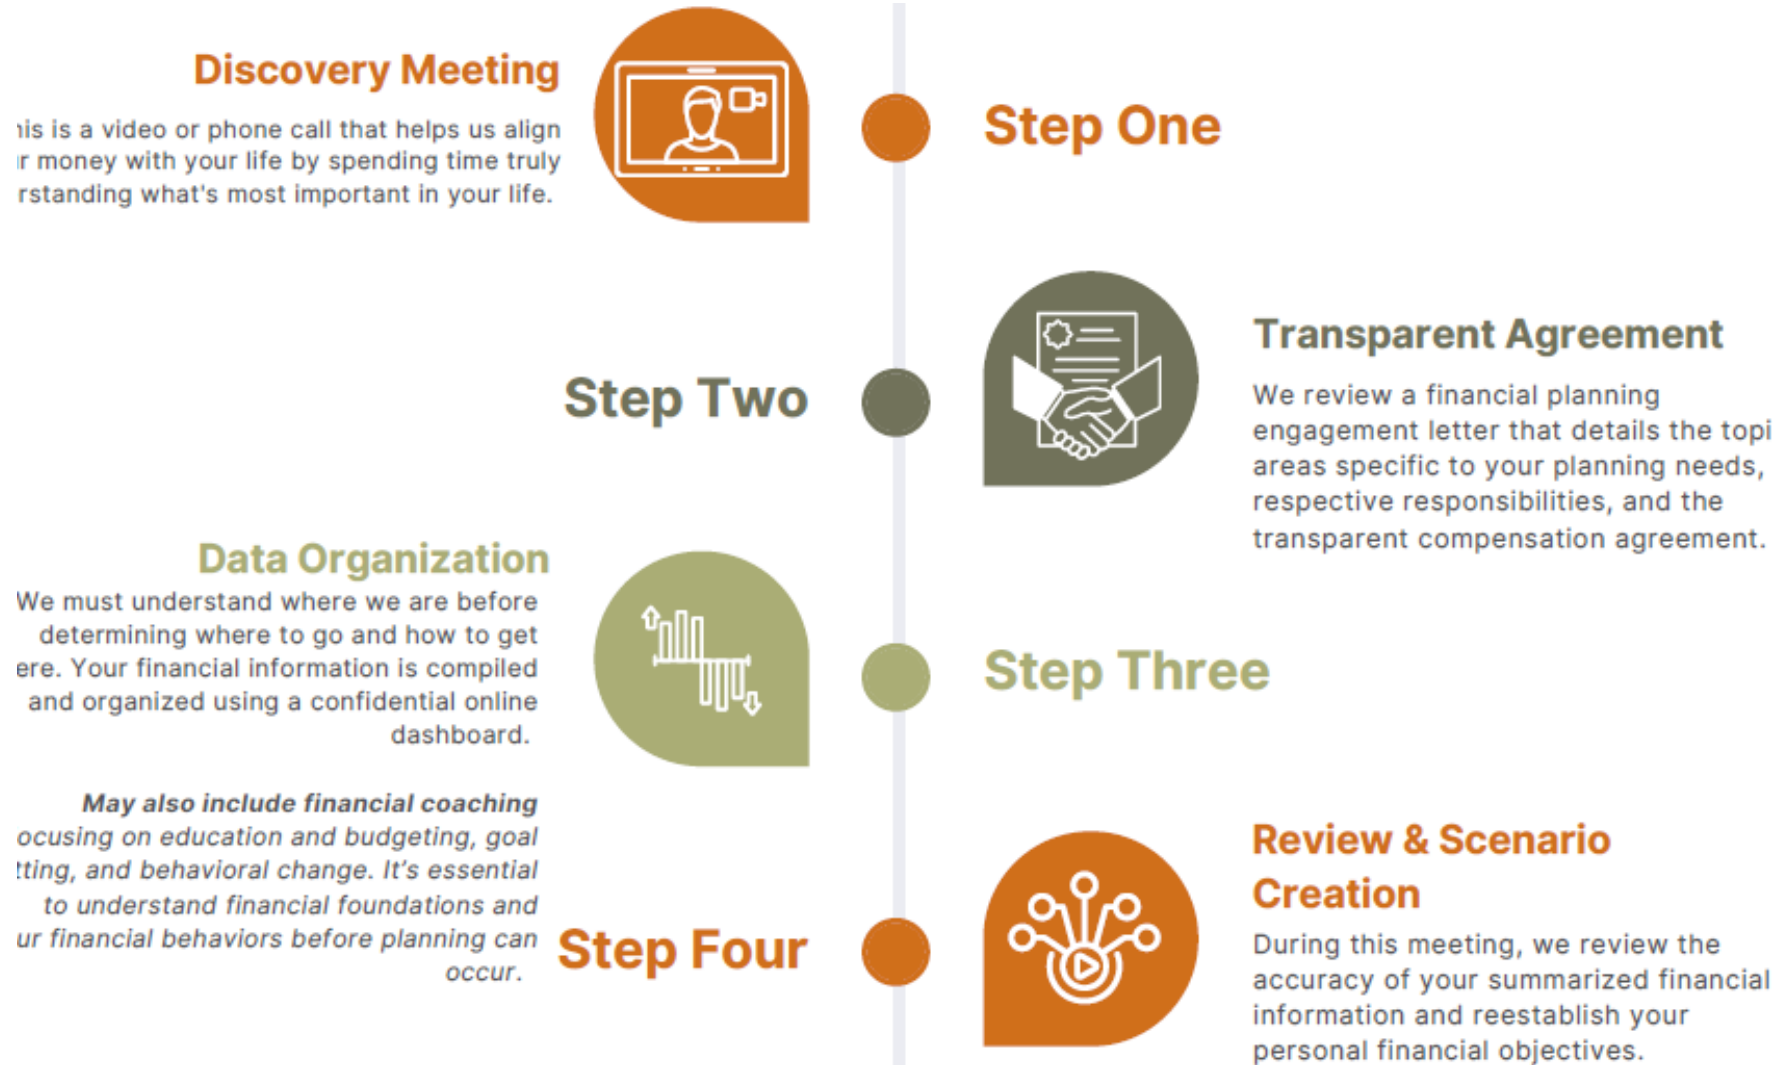 Discovery Meeting
is is a video or phone call that helps us align
r money with your life by spending time truly
rstanding what's most important in your life.
Step One
Step Two
Transparent Agreement
We review a financial planning
engagement letter that details the topi
areas specific to your planning needs,
respective responsibilities, and the
transparent compensation agreement.
Data Organization
We must understand where we are before
determining where to go and how to get
ere. Your financial information is compiled
and organized using a confidential online
dashboard.
May also include financial coaching
ocusing on education and budgeting, goal
tting, and behavioral change. It's essential
to understand financial foundations and
ur financial behaviors before planning can
occur.
Step Three
Step Four
Review & Scenario
Creation
During this meeting, we review the
accuracy of your summarized financial
information and reestablish your
personal financial objectives.